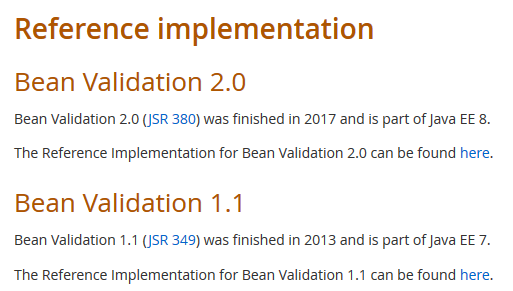 Reference implementation
Bean Validation 2.0
Bean Validation 2.0 (JSR 380) was finished in 2017 and is part of Java EE 8.
The Reference Implementation for Bean Validation 2.0 can be found here.
Bean Validation 1.1
Bean Validation 1.1 (JSR 349) was finished in 2013 and is part of Java EE 7.
The Reference Implementation for Bean Validation 1.1 can be found here.